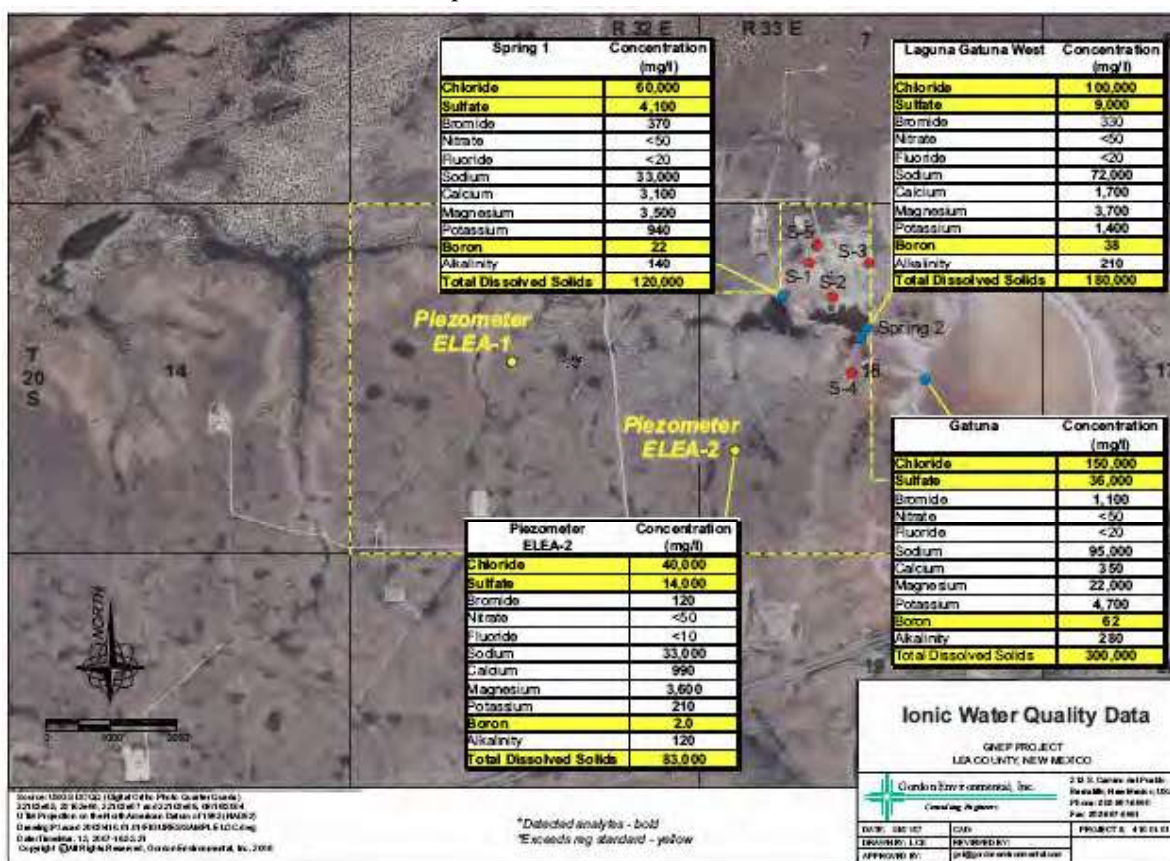 R 32 E
R 33 E
7
Spring 1 Concentration
(mg/l)
Chloride 60,000
Sulfate 4,100
Bromide 370
Nitrate <50
Fluoride <20
Sodium 33,000
Calcium 3,100
Magnesium 3,500
Potassium 940
Boron 22
Alkalinity 140
Total Dissolved Solids 120,000
Laguna Gatuna West Concentration
(mg/l)
Chloride 100,000
Sulfate 9,000
Bromide 330
Nitrate <50
Fluoride <20
Sodium 72,000
Calcium 1,700
Magnesium 3,700
Potassium 1,400
Boron 38
Alkalinity 210
Total Dissolved Solids 180,000
S-5
S-1
S-3
S-2
Spring 2
S-4
16
17
Piezometer
ELEA-1
T
20
S
14
Piezometer
ELEA-2
Gatuna Concentration
(mg/l)
Chloride 150,000
Sulfate 36,000
Bromide 1,100
Nitrate <50
Fluoride <20
Sodium 95,000
Calcium 350
Magnesium 22,000
Potassium 4,700
Boron 62
Alkalinity 280
Total Dissolved Solids 300,000
Piezometer Concentration
ELEA-2 (mg/l)
Chloride 40,000
Sulfate 14,000
Bromide 120
Nitrate <50
Fluoride <10
Sodium 33,000
Calcium 990
Magnesium 3,600
Potassium 210
Boron 2.0
Alkalinity 120
Total Dissolved Solids 83,000
NORTH
Ionic Water Quality Data
GNEP PROJECT
LEA COUNTY, NEW MEXICO
Gordon Environmental, Inc.
Consulting Engineers
DATE:
CAD:
PROJECT #:
DRAWN BY: LCE
REVIEWED BY:
APPROVED BY:
*Detected analytes - bold
*Exceeds reg standard - yellow